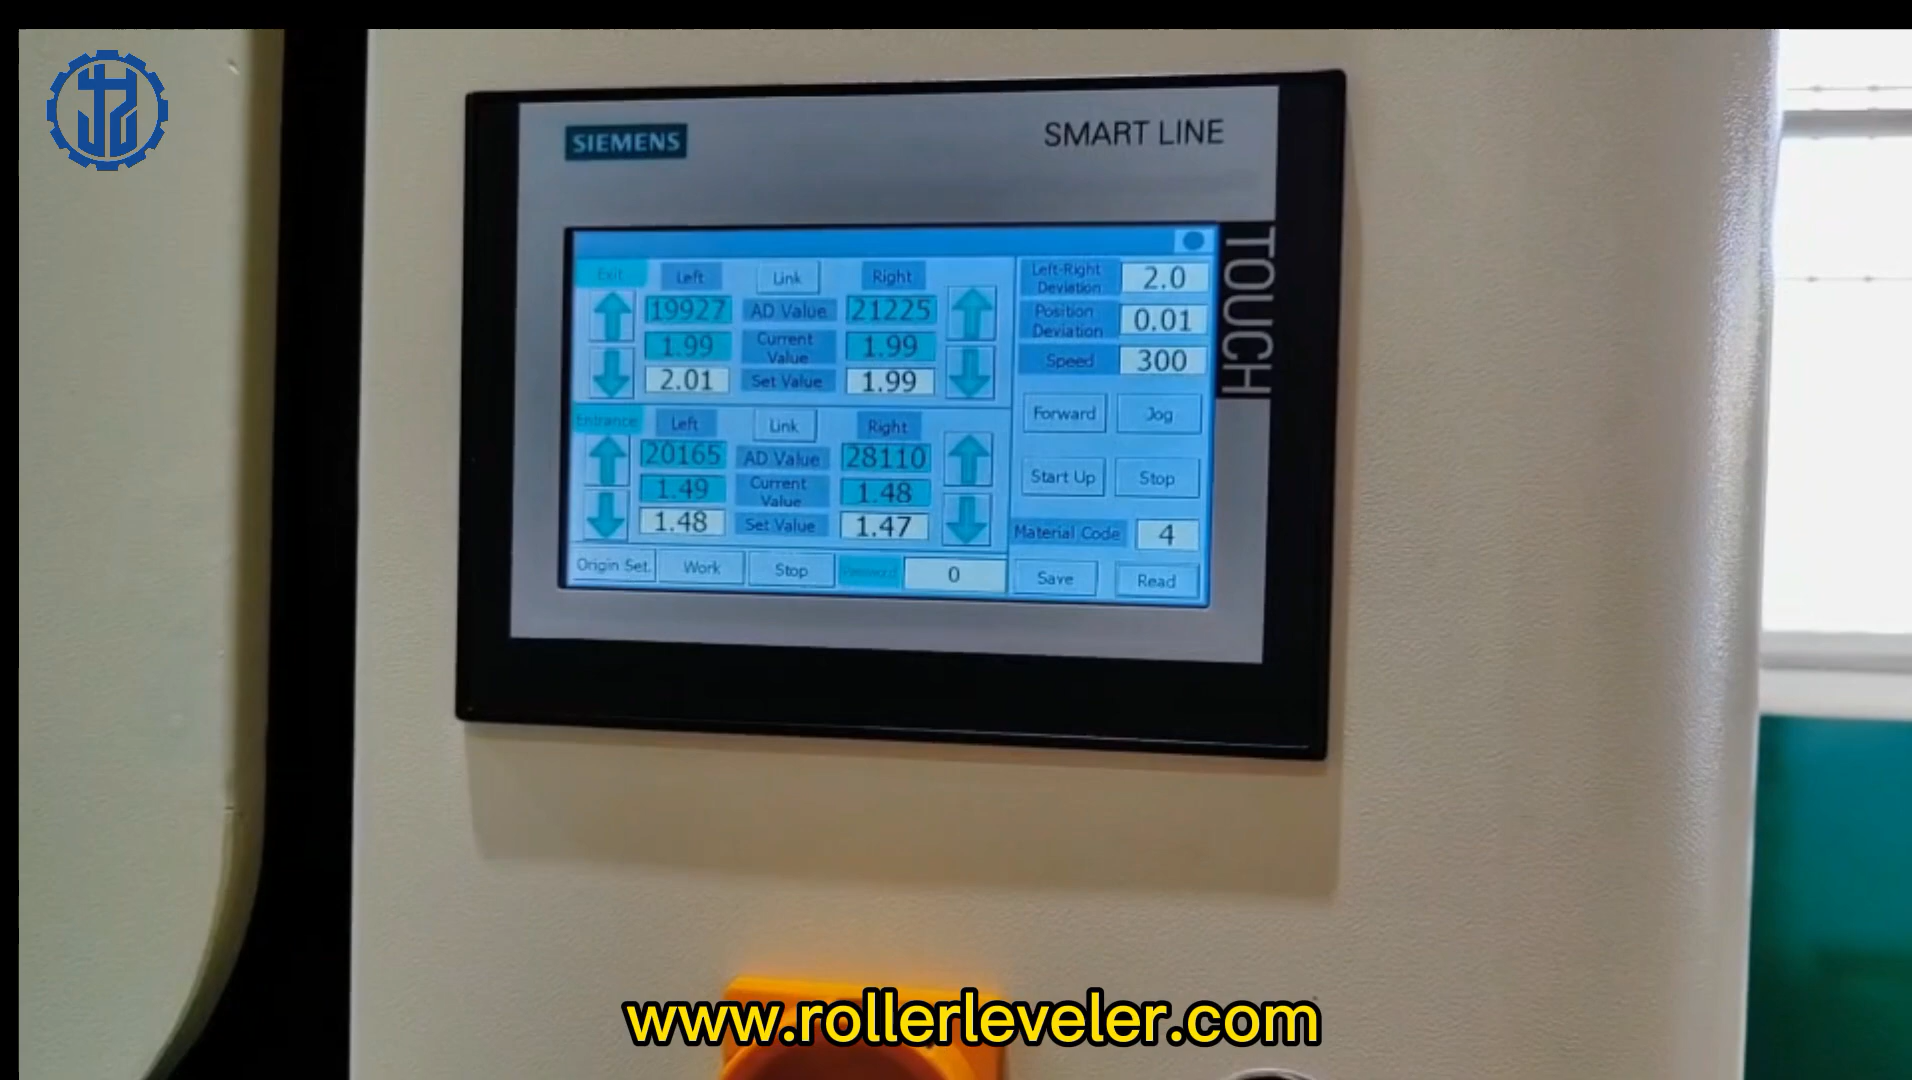 SIEMENS
SMART LINE
TOUCH
Exit Left Link Right
19927 AD Value 21225
1.99 Current Value 1.99
2.01 Set Value 1.99
Entrance Left Link Right
20165 AD Value 28110
1.49 Current Value 1.48
1.48 Set Value 1.47
Origin Set. Work Stop 0
Left-Right Deviation 2.0
Position Deviation 0.01
Speed 300
Forward Jog
Start Up Stop
Material Code 4
Save Read
www.rollerleveler.com